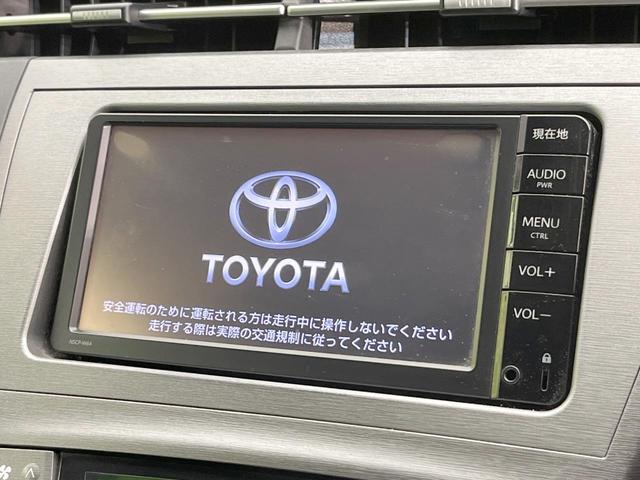 現在地
AUDIO
PWR
MENU
CTRL
VOL+
VOL−
TOYOTA
安全運転のために運転される方は走行中に操作しないでください
走行する際は実際の交通規制に従ってください
NSCP-W64